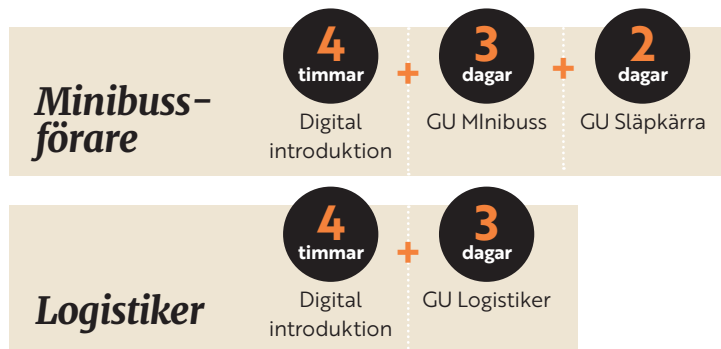 4
timmar
+
3
dagar
+
2
dagar
Minibuss-
förare
Digital
introduktion
GU MInibuss
GU Släpkärra
4
timmar
+
3
dagar
Logistiker
Digital
introduktion
GU Logistiker